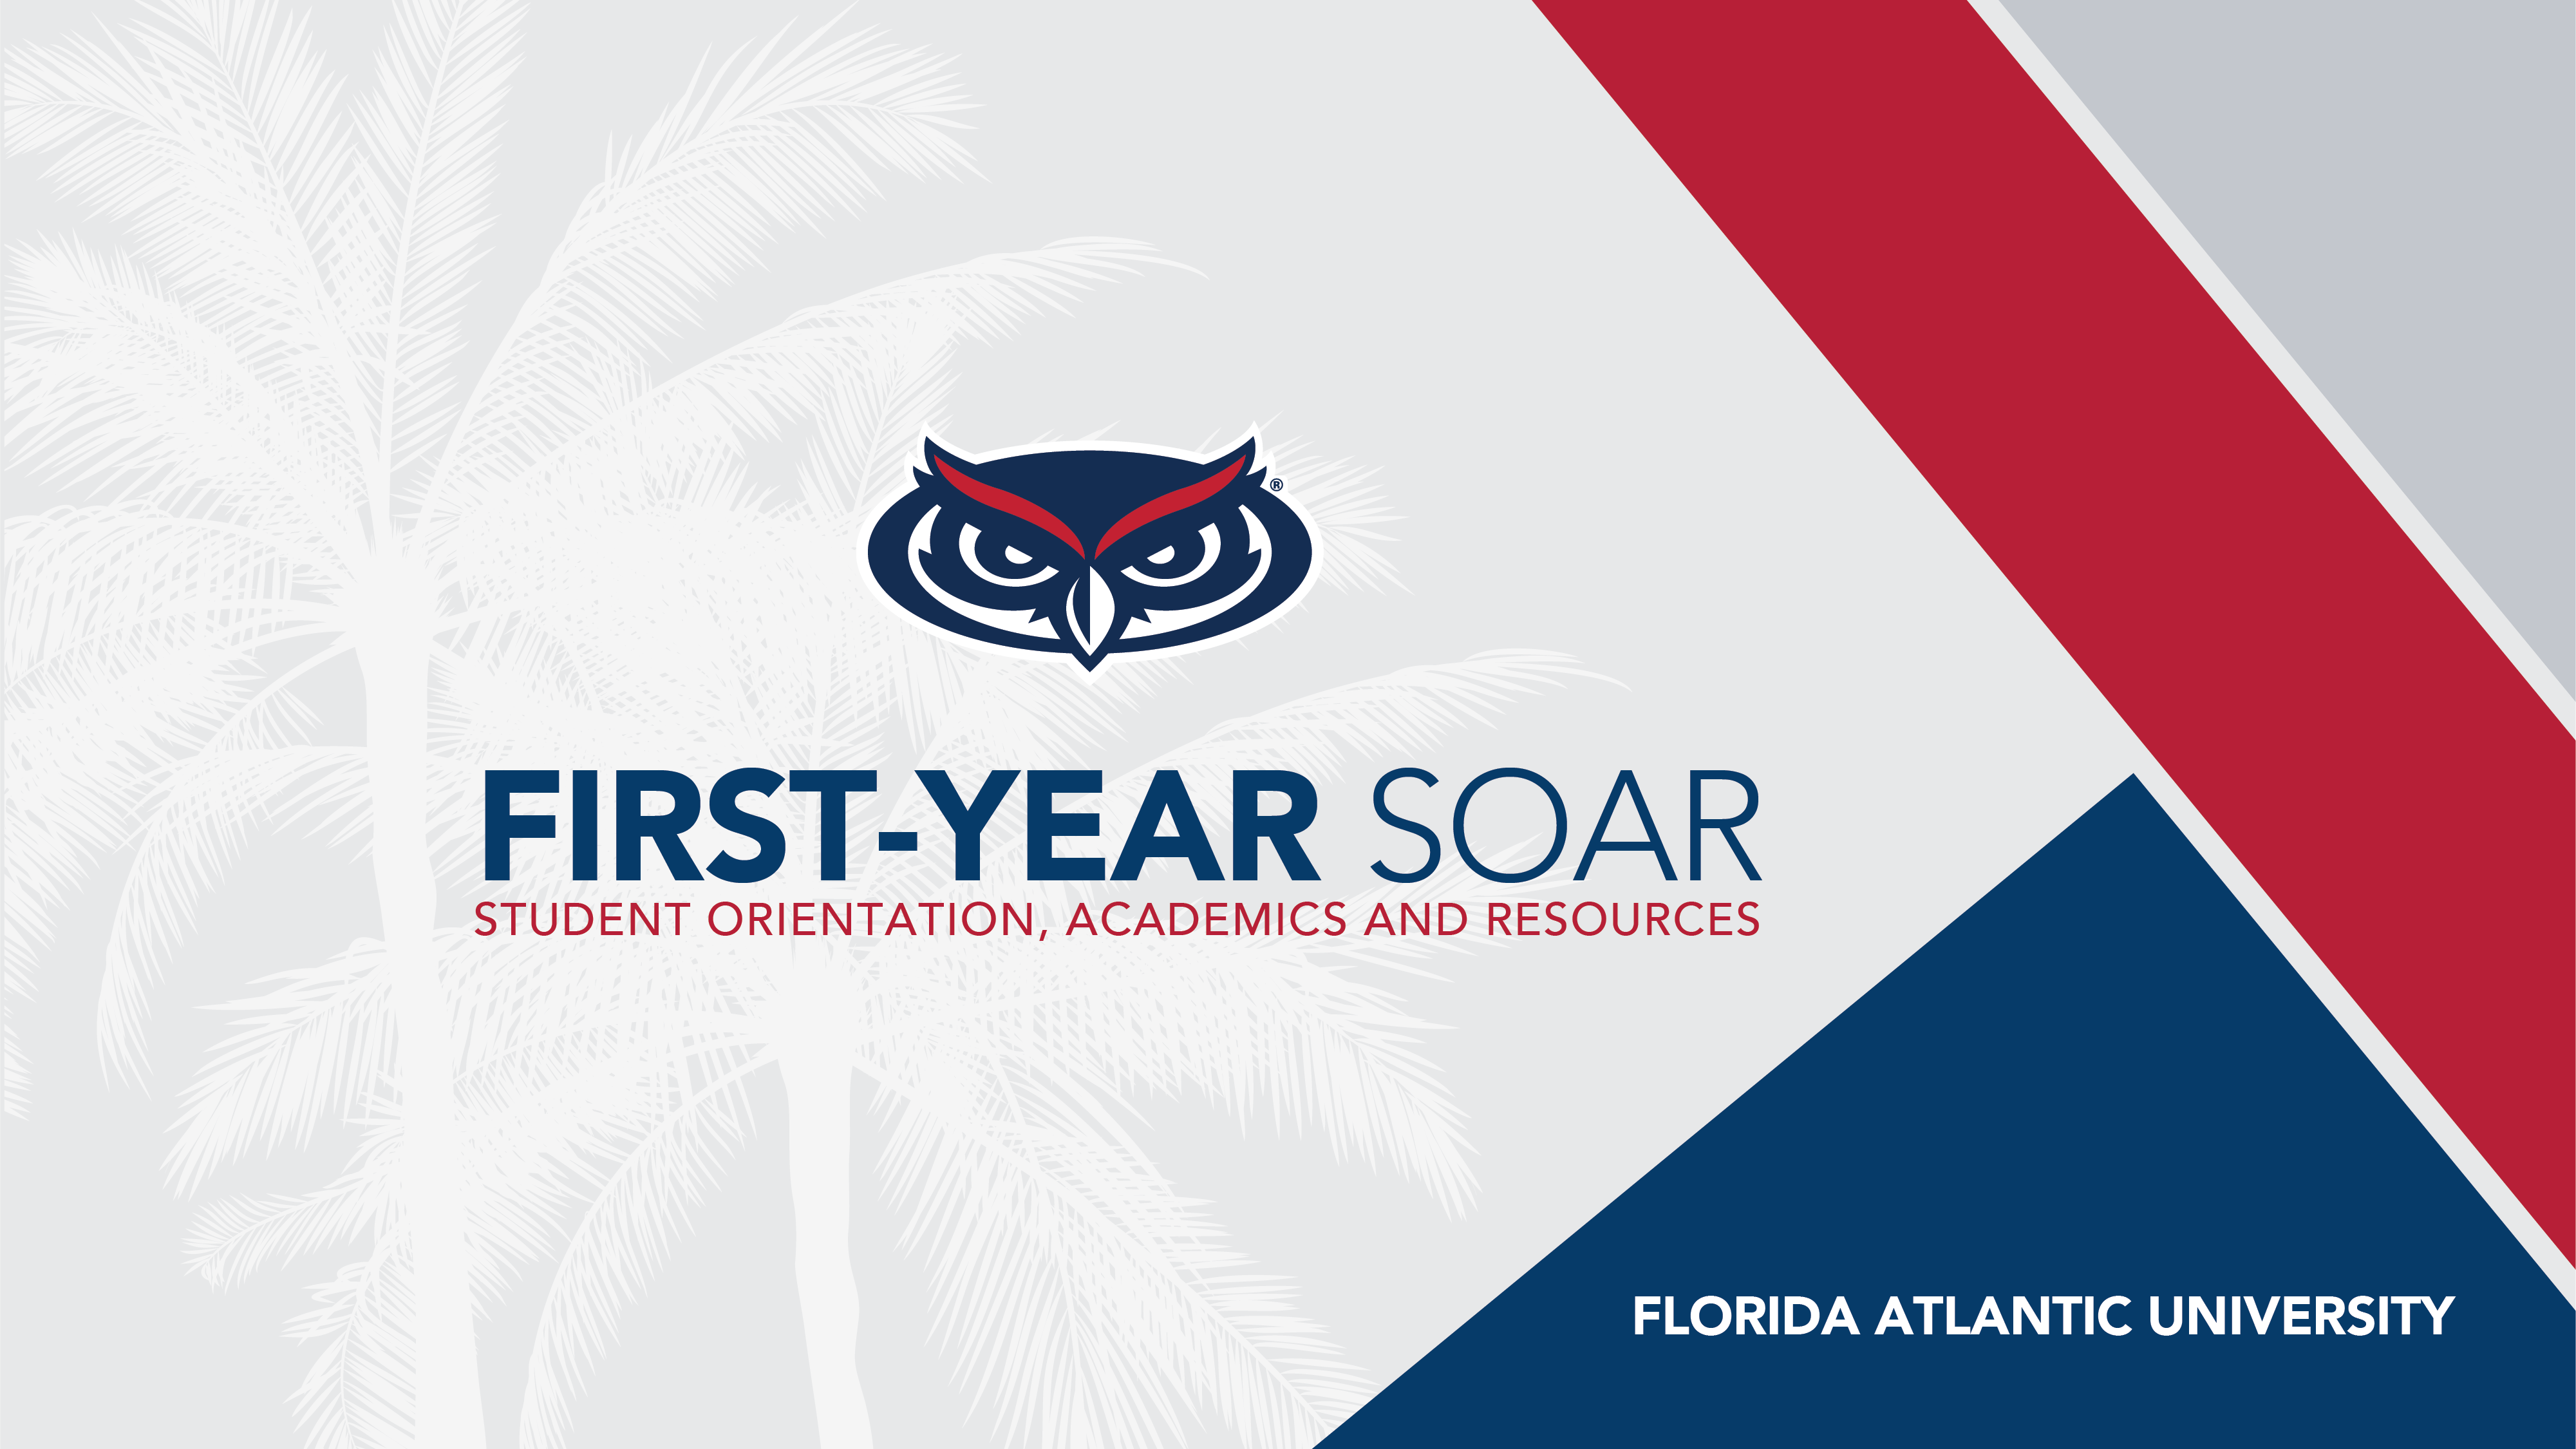 ®
FIRST-YEAR SOAR
STUDENT ORIENTATION, ACADEMICS AND RESOURCES
FLORIDA ATLANTIC UNIVERSITY